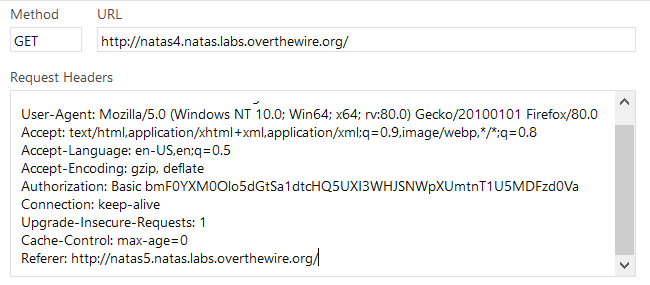 Method URL
GET http://natas4.natas.labs.overthewire.org/
Request Headers
User-Agent: Mozilla/5.0 (Windows NT 10.0; Win64; x64; rv:80.0) Gecko/20100101 Firefox/80.0
Accept: text/html,application/xhtml+xml,application/xml;q=0.9,image/webp,*/*;q=0.8
Accept-Language: en-US,en;q=0.5
Accept-Encoding: gzip, deflate
Authorization: Basic bmF0YXM0Olo5dGtSa1dtcHQ5UXI3WHJSNWpXUmtnT1U5MDFzd0Va
Connection: keep-alive
Upgrade-Insecure-Requests: 1
Cache-Control: max-age=0
Referer: http://natas5.natas.labs.overthewire.org/